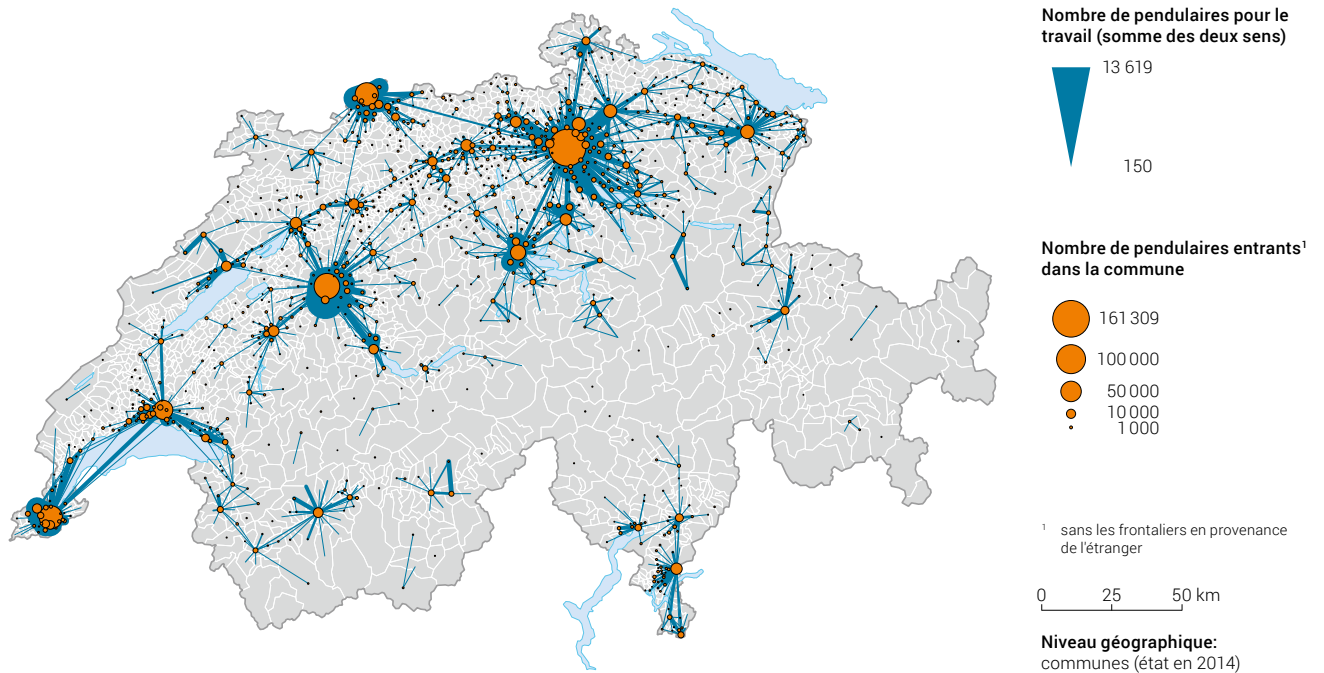 Nombre de pendulaires pour le
travail (somme des deux sens)
13 619
150
Nombre de pendulaires entrants¹
dans la commune
161 309
100 000
50 000
10 000
1 000
¹ sans les frontaliers en provenance
de l'étranger
0 25 50 km
Niveau géographique:
communes (état en 2014)